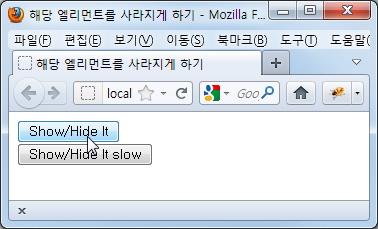 해당 엘리먼트를 사라지게 하기 - Mozilla F...
파일(F) 편집(E) 보기(V) 이동(S) 북마크(B) 도구(T) 도움말
해당 엘리먼트를 사라지게 하기
local Goo
Show/Hide It
Show/Hide It slow